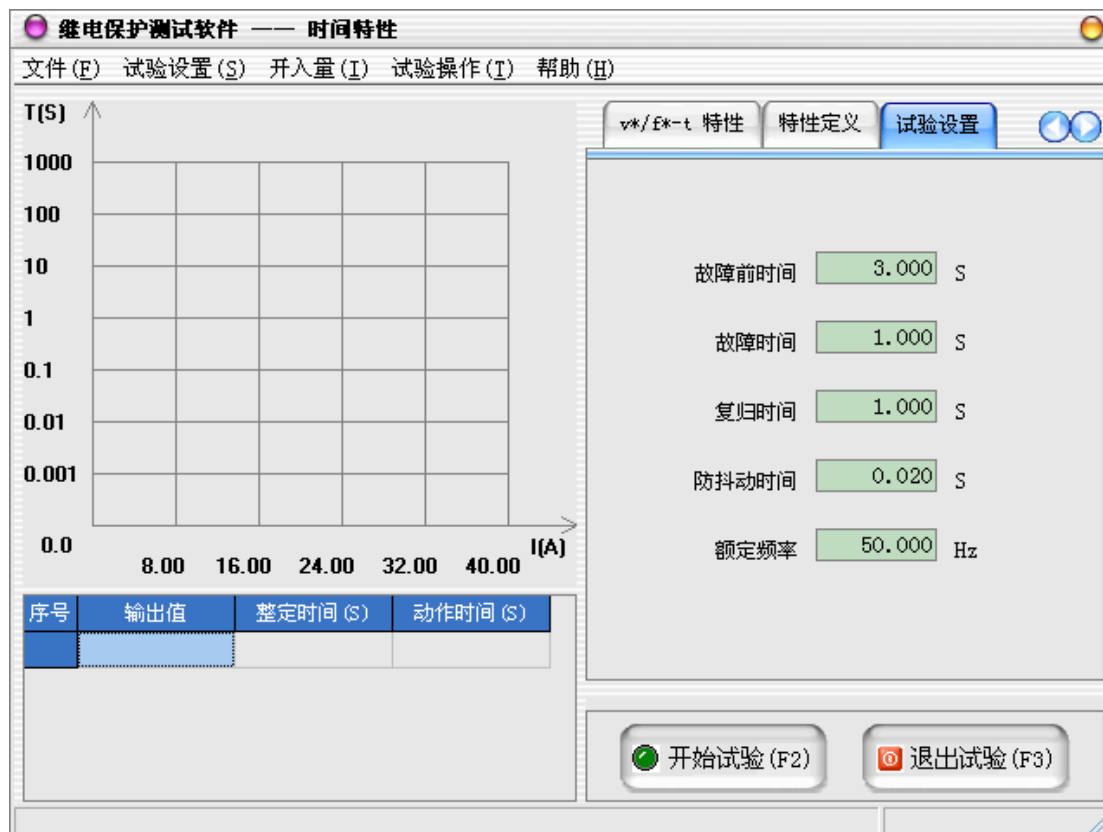 继电保护测试软件 —— 时间特性
文件(F) 试验设置(S) 开入量(I) 试验操作(T) 帮助(H)
T(S)
1000
100
10
1
0.1
0.01
0.001
0.0
8.00 16.00 24.00 32.00 40.00
I(A)
序号 输出值 整定时间(S) 动作时间(S)
v*/f*-t 特性 特性定义 试验设置
故障前时间 3.000 S
故障时间 1.000 S
复归时间 1.000 S
防抖动时间 0.020 S
额定频率 50.000 Hz
开始试验(F2) 退出试验(F3)